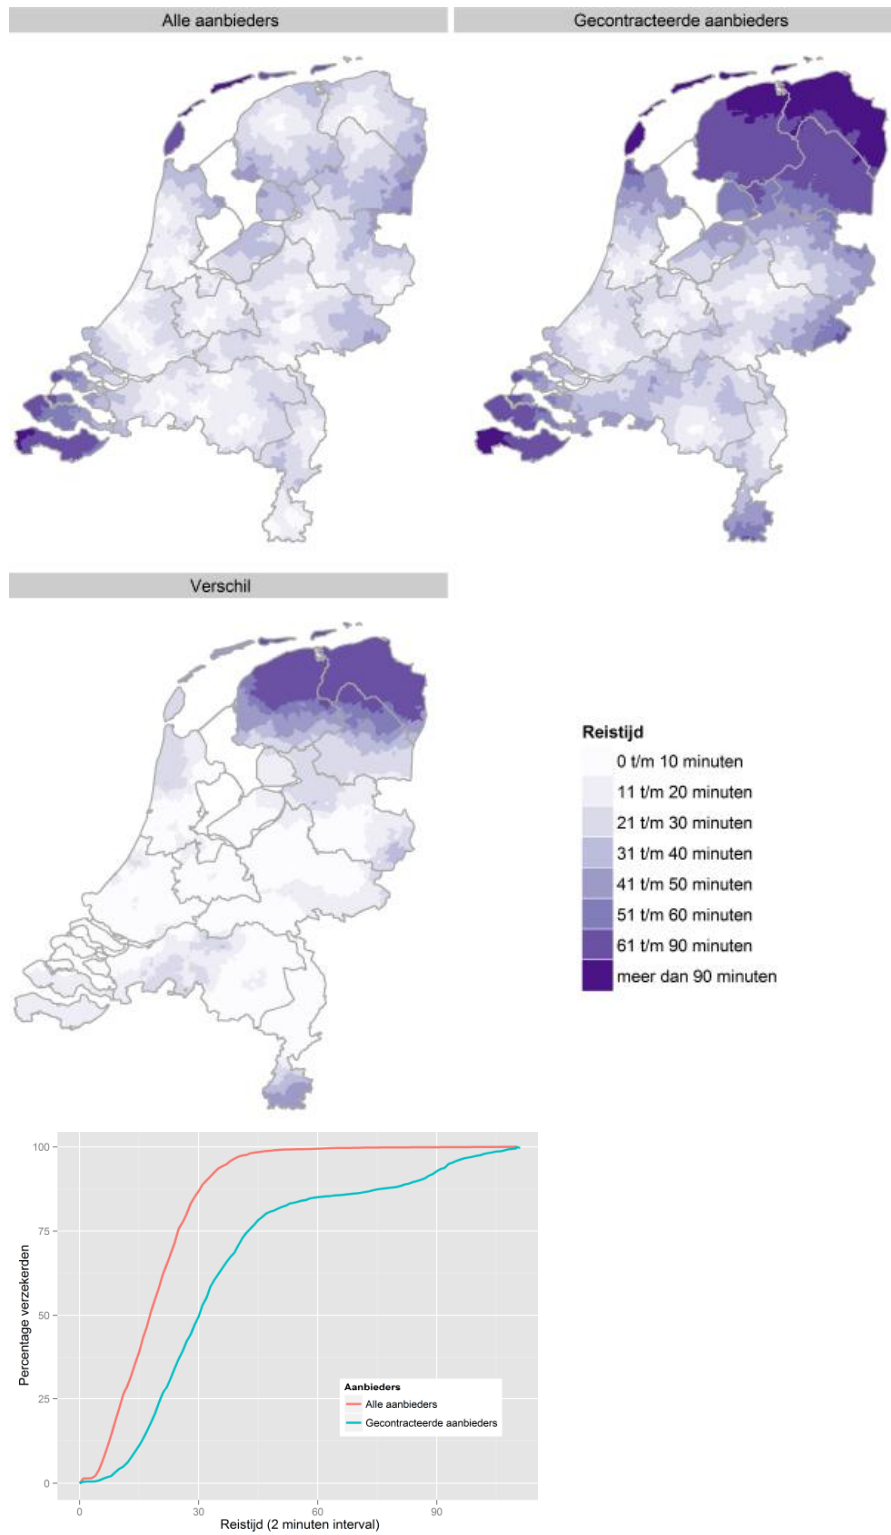 Alle aanbieders
Gecontracteerde aanbieders
Verschil
Reistijd
0 t/m 10 minuten
11 t/m 20 minuten
21 t/m 30 minuten
31 t/m 40 minuten
41 t/m 50 minuten
51 t/m 60 minuten
61 t/m 90 minuten
meer dan 90 minuten
Percentage verzekerden
100
75
50
25
0
Aanbieders
Alle aanbieders
Gecontracteerde aanbieders
0
30
60
90
Reistijd (2 minuten interval)